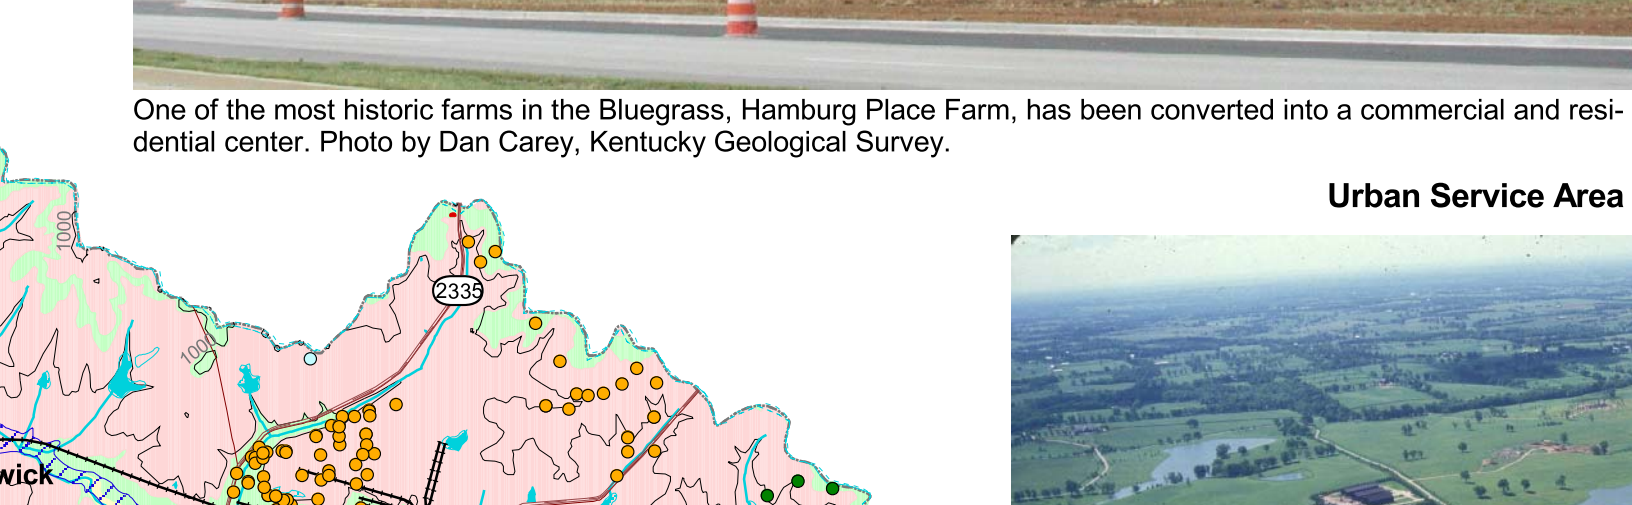 One of the most historic farms in the Bluegrass, Hamburg Place Farm, has been converted into a commercial and resi-
dential center. Photo by Dan Carey, Kentucky Geological Survey.
Urban Service Area
1000
2335
1000
wick